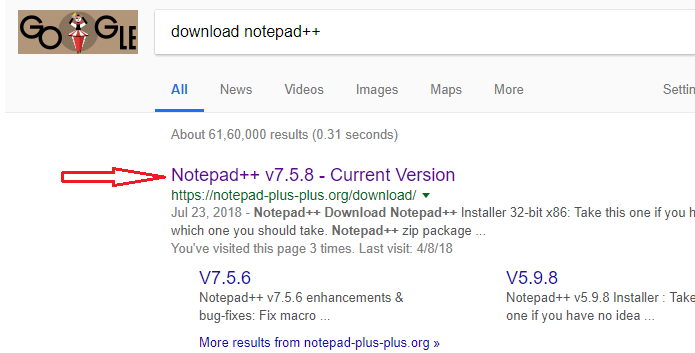 GOOGLE
download notepad++
All News Videos Images Maps More Settin
About 61,60,000 results (0.31 seconds)
Notepad++ v7.5.8 - Current Version
https://notepad-plus-plus.org/download/
Jul 23, 2018 - Notepad++ Download Notepad++ Installer 32-bit x86: Take this one if you h
which one you should take. Notepad++ zip package ...
You've visited this page 3 times. Last visit: 4/8/18
V7.5.6
Notepad++ v7.5.6 enhancements &
bug-fixes: Fix macro ...
V5.9.8
Notepad++ v5.9.8 Installer : Take
one if you have no idea ...
More results from notepad-plus-plus.org »